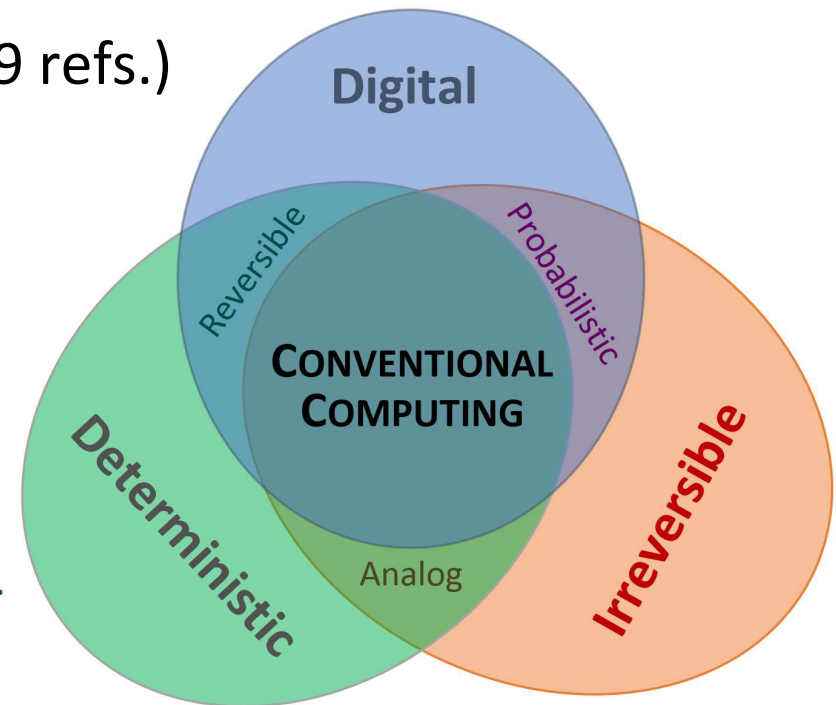 9 refs.)
Digital
Reversible
Probabilistic
CONVENTIONAL
COMPUTING
Deterministic
Irreversible
Analog
.